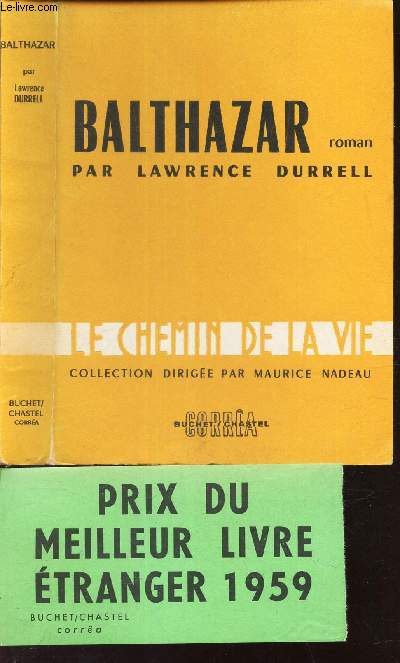 Le-livre.com
BALTHAZAR
par
Lawrence
DURRELL
BUCHET/
CHASTEL
CORRÊA
BALTHAZAR roman
PAR LAWRENCE DURRELL
LE CHEMIN DE LA VIE
COLLECTION DIRIGÉE PAR MAURICE NADEAU
CORRÊA
BUCHET/CHASTEL
PRIX DU
MEILLEUR LIVRE
ÉTRANGER 1959
BUCHET/CHASTEL
corrêa